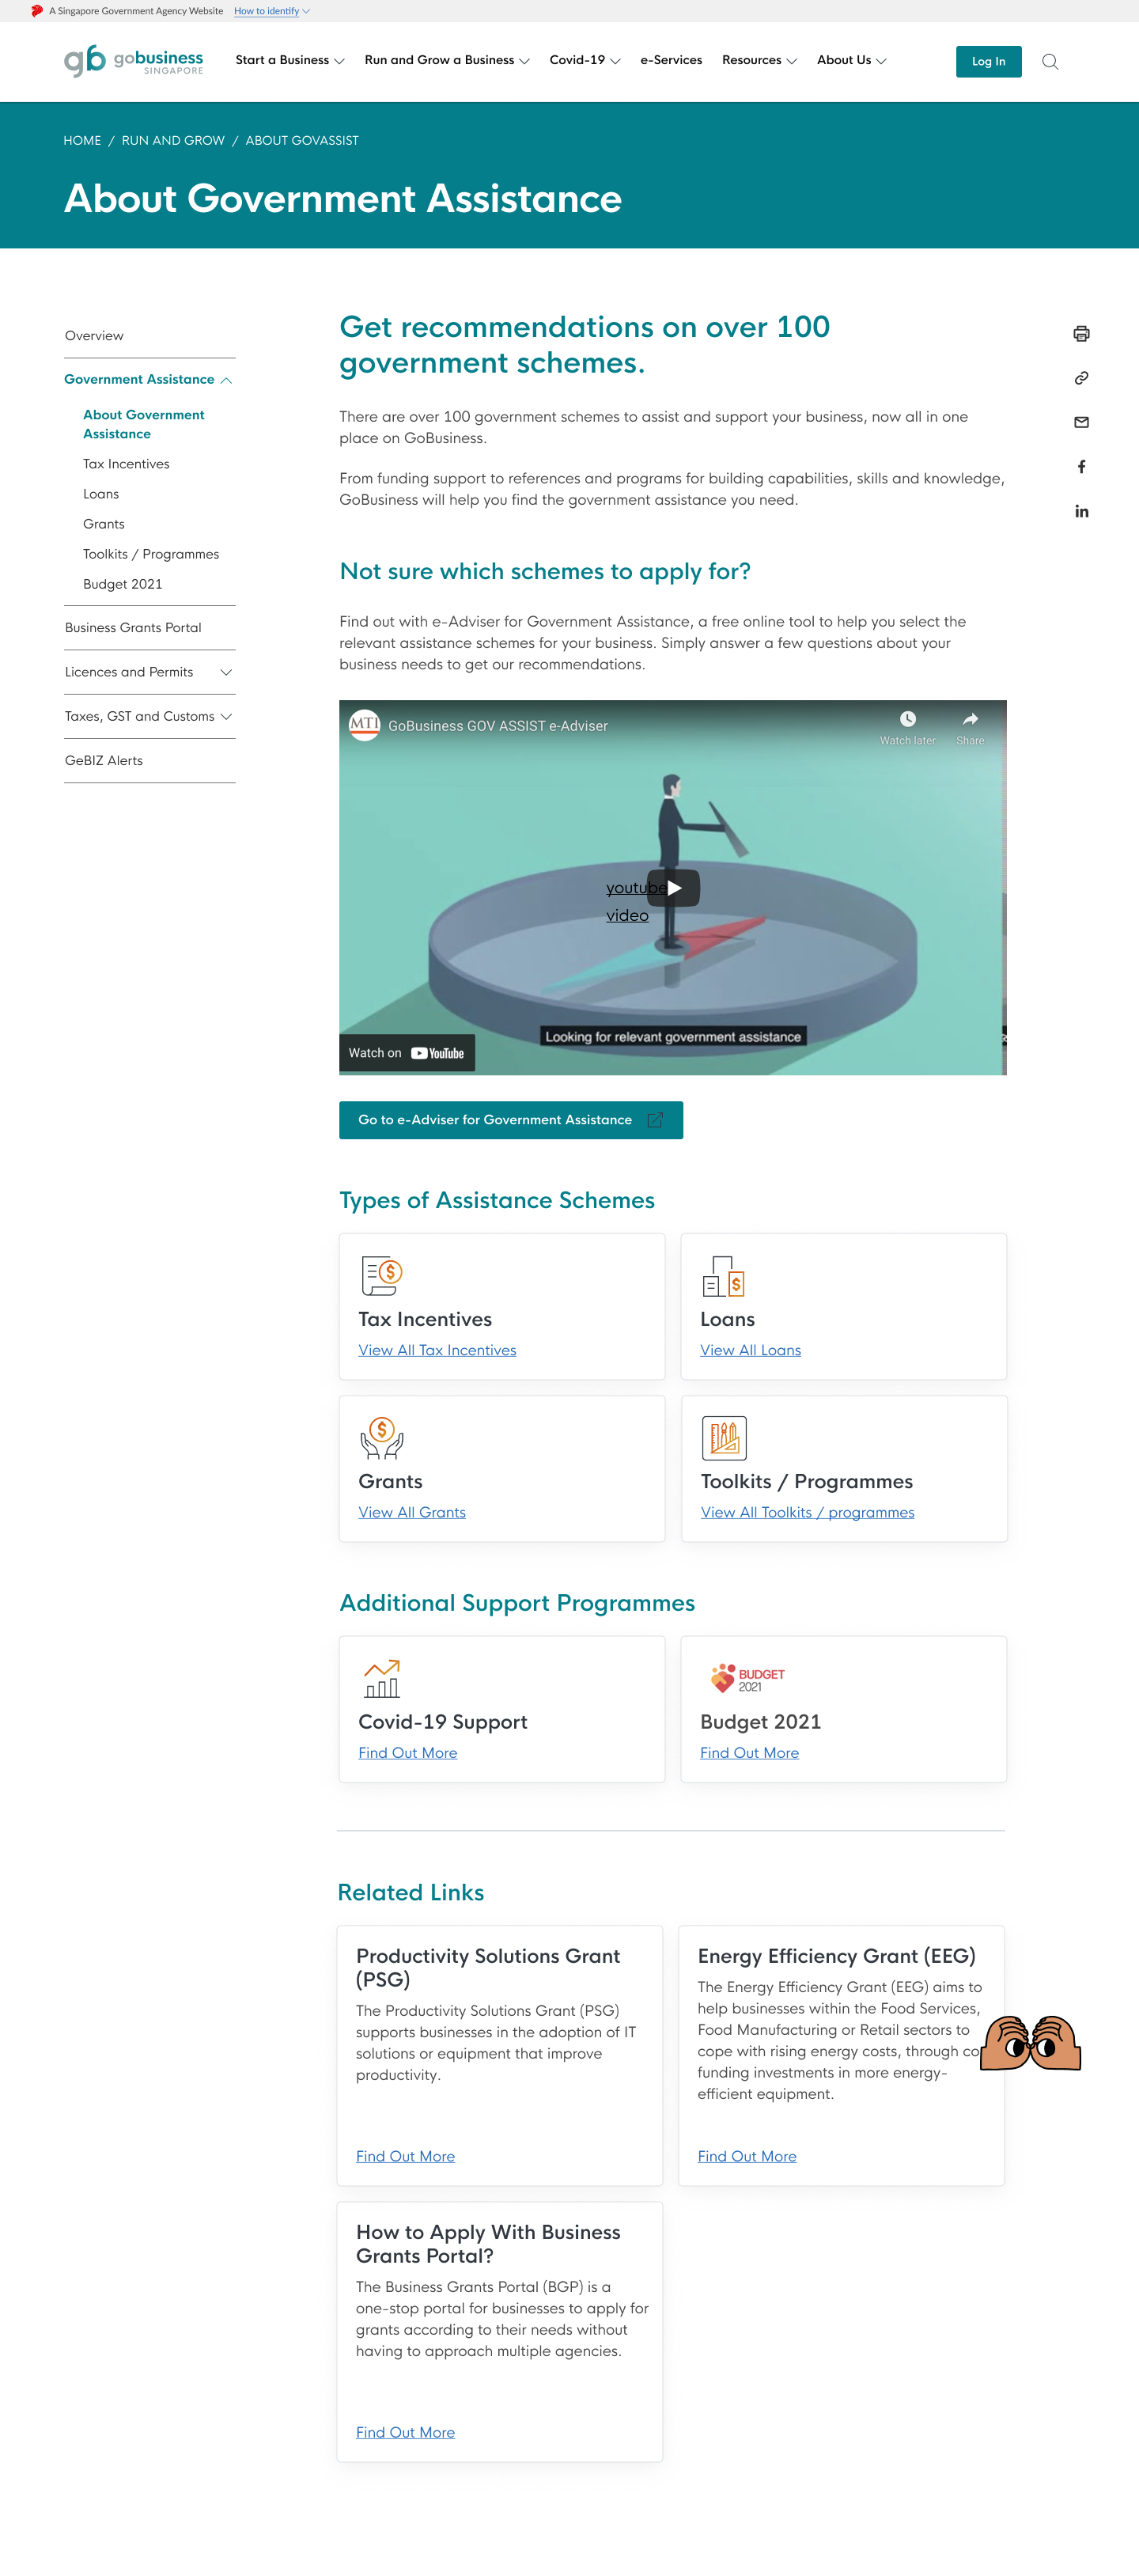 A Singapore Government Agency Website How to identify
gb gobusiness
SINGAPORE
Start a Business Run and Grow a Business Covid-19 e-Services Resources About Us Log In
HOME / RUN AND GROW / ABOUT GOVASSIST
About Government Assistance
Overview
Government Assistance
About Government
Assistance
Tax Incentives
Loans
Grants
Toolkits / Programmes
Budget 2021
Business Grants Portal
Licences and Permits
Taxes, GST and Customs
GeBIZ Alerts
Get recommendations on over 100
government schemes.
There are over 100 government schemes to assist and support your business, now all in one
place on GoBusiness.
From funding support to references and programs for building capabilities, skills and knowledge,
GoBusiness will help you find the government assistance you need.
Not sure which schemes to apply for?
Find out with e-Adviser for Government Assistance, a free online tool to help you select the
relevant assistance schemes for your business. Simply answer a few questions about your
business needs to get our recommendations.
MTI GoBusiness GOV ASSIST e-Adviser
Watch later Share
youtube
video
Looking for relevant government assistance
Watch on YouTube
Go to e-Adviser for Government Assistance
Types of Assistance Schemes
Tax Incentives
View All Tax Incentives
Loans
View All Loans
Grants
View All Grants
Toolkits / Programmes
View All Toolkits / programmes
Additional Support Programmes
Covid-19 Support
Find Out More
BUDGET
2021
Budget 2021
Find Out More
Related Links
Productivity Solutions Grant
(PSG)
The Productivity Solutions Grant (PSG)
supports businesses in the adoption of IT
solutions or equipment that improve
productivity.
Find Out More
Energy Efficiency Grant (EEG)
The Energy Efficiency Grant (EEG) aims to
help businesses within the Food Services,
Food Manufacturing or Retail sectors to
cope with rising energy costs, through co
funding investments in more energy-
efficient equipment.
Find Out More
How to Apply With Business
Grants Portal?
The Business Grants Portal (BGP) is a
one-stop portal for businesses to apply for
grants according to their needs without
having to approach multiple agencies.
Find Out More